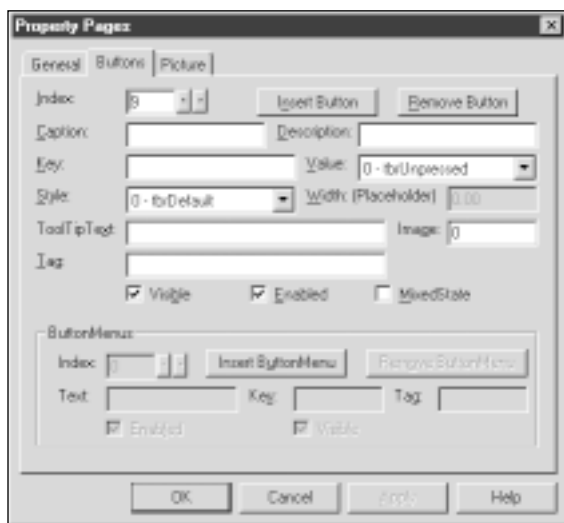 Property Pages
General Buttons Picture
Index: 9 Insert Button Remove Button
Caption: Description:
Key: Value: 0 - tbrUnpressed
Style: 0 - tbrDefault Width: (Placeholder) 0.00
ToolTipText: Image: 0
Tag:
Visible Enabled MixedState
ButtonMenus
Index: 0 Insert ButtonMenu Remove ButtonMenu
Text: Key: Tag:
Enabled Visible
OK Cancel Apply Help